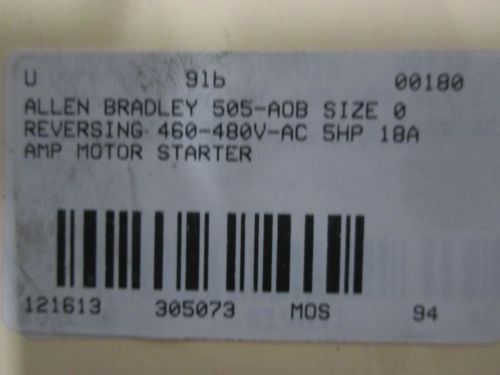 U 9lb 00180
ALLEN BRADLEY 505-AOB SIZE 0
REVERSING 460-480V-AC 5HP 18A
AMP MOTOR STARTER
121613 305073 MOS 94